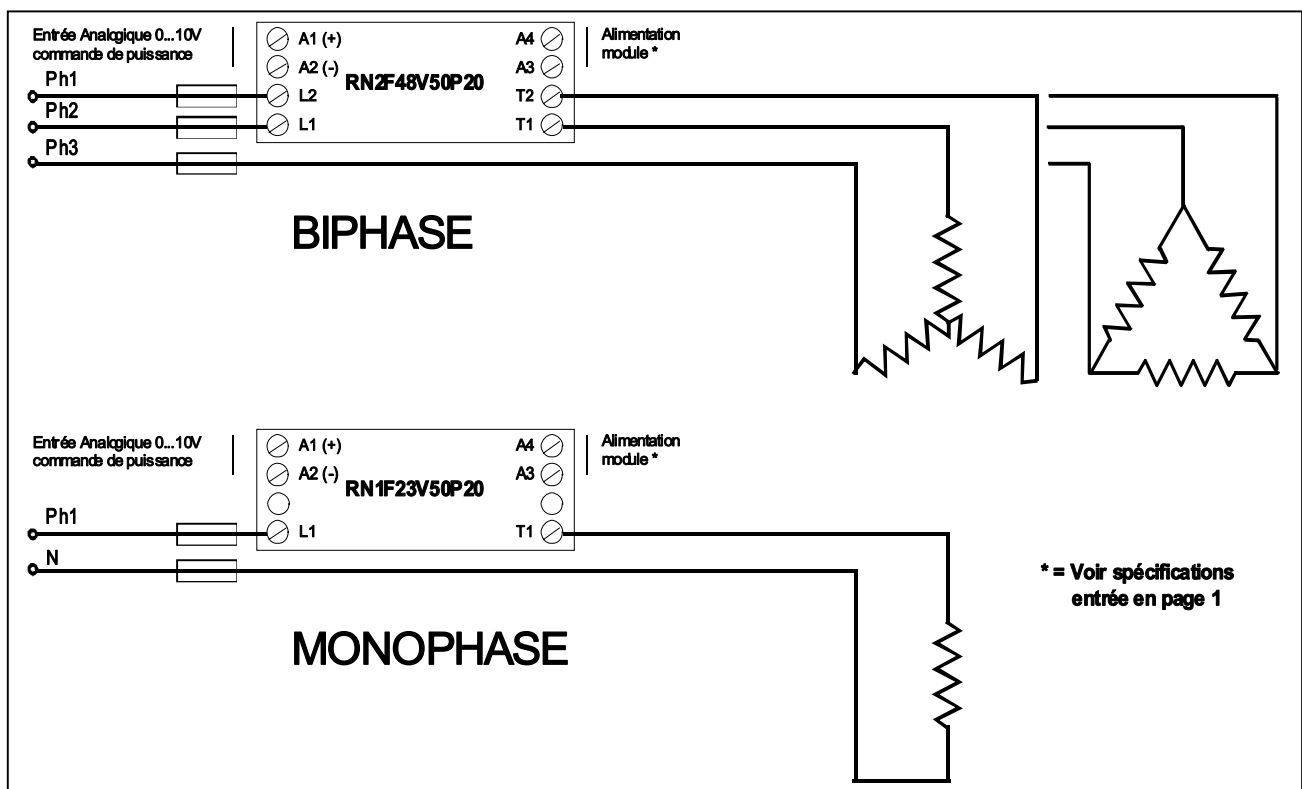 Entrée Analogique 0...10V
commande de puissance
A1 (+)
A4
Alimentation
module *
A2 (-)
A3
RN2F48V50P20
Ph1
L2
T2
Ph2
L1
T1
Ph3
BIPHASE
Entrée Analogique 0...10V
commande de puissance
A1 (+)
A4
Alimentation
module *
A2 (-)
A3
RN1F23V50P20
Ph1
L1
T1
N
* = Voir spécifications
entrée en page 1
MONOPHASE